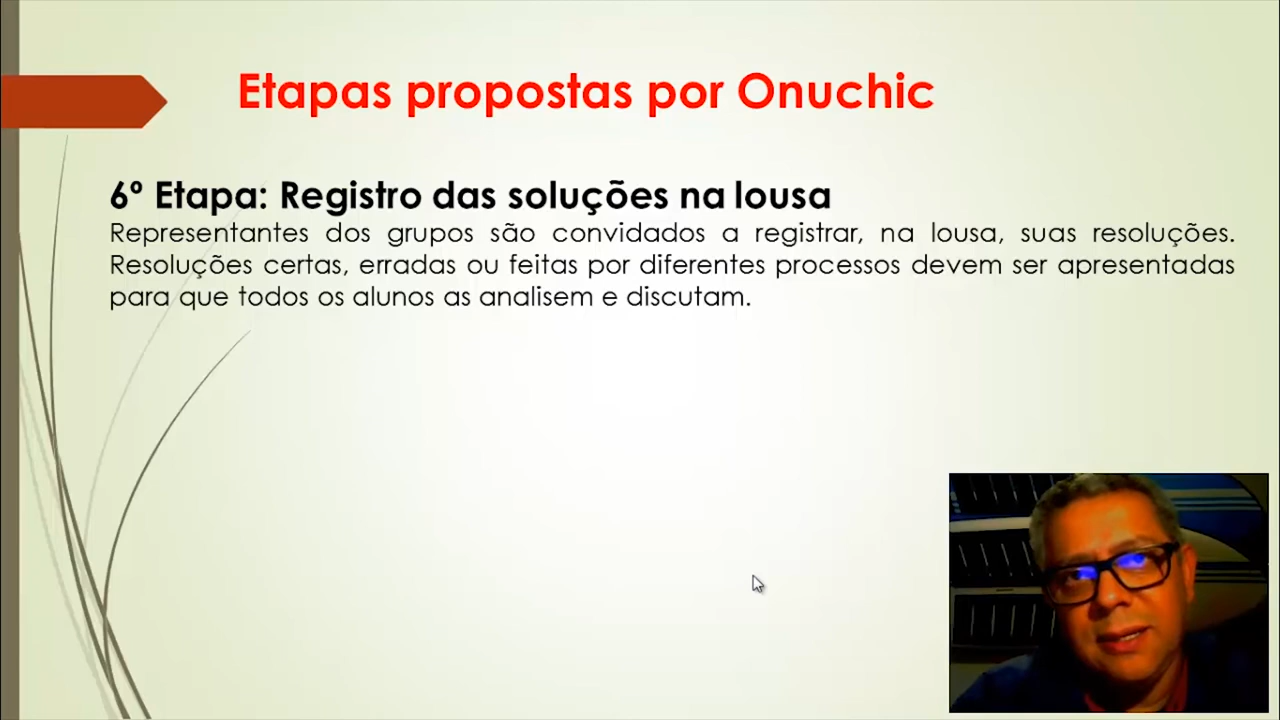 Etapas propostas por Onuchic
6º Etapa: Registro das soluções na lousa
Representantes dos grupos são convidados a registrar, na lousa, suas resoluções.
Resoluções certas, erradas ou feitas por diferentes processos devem ser apresentadas
para que todos os alunos as analisem e discutam.